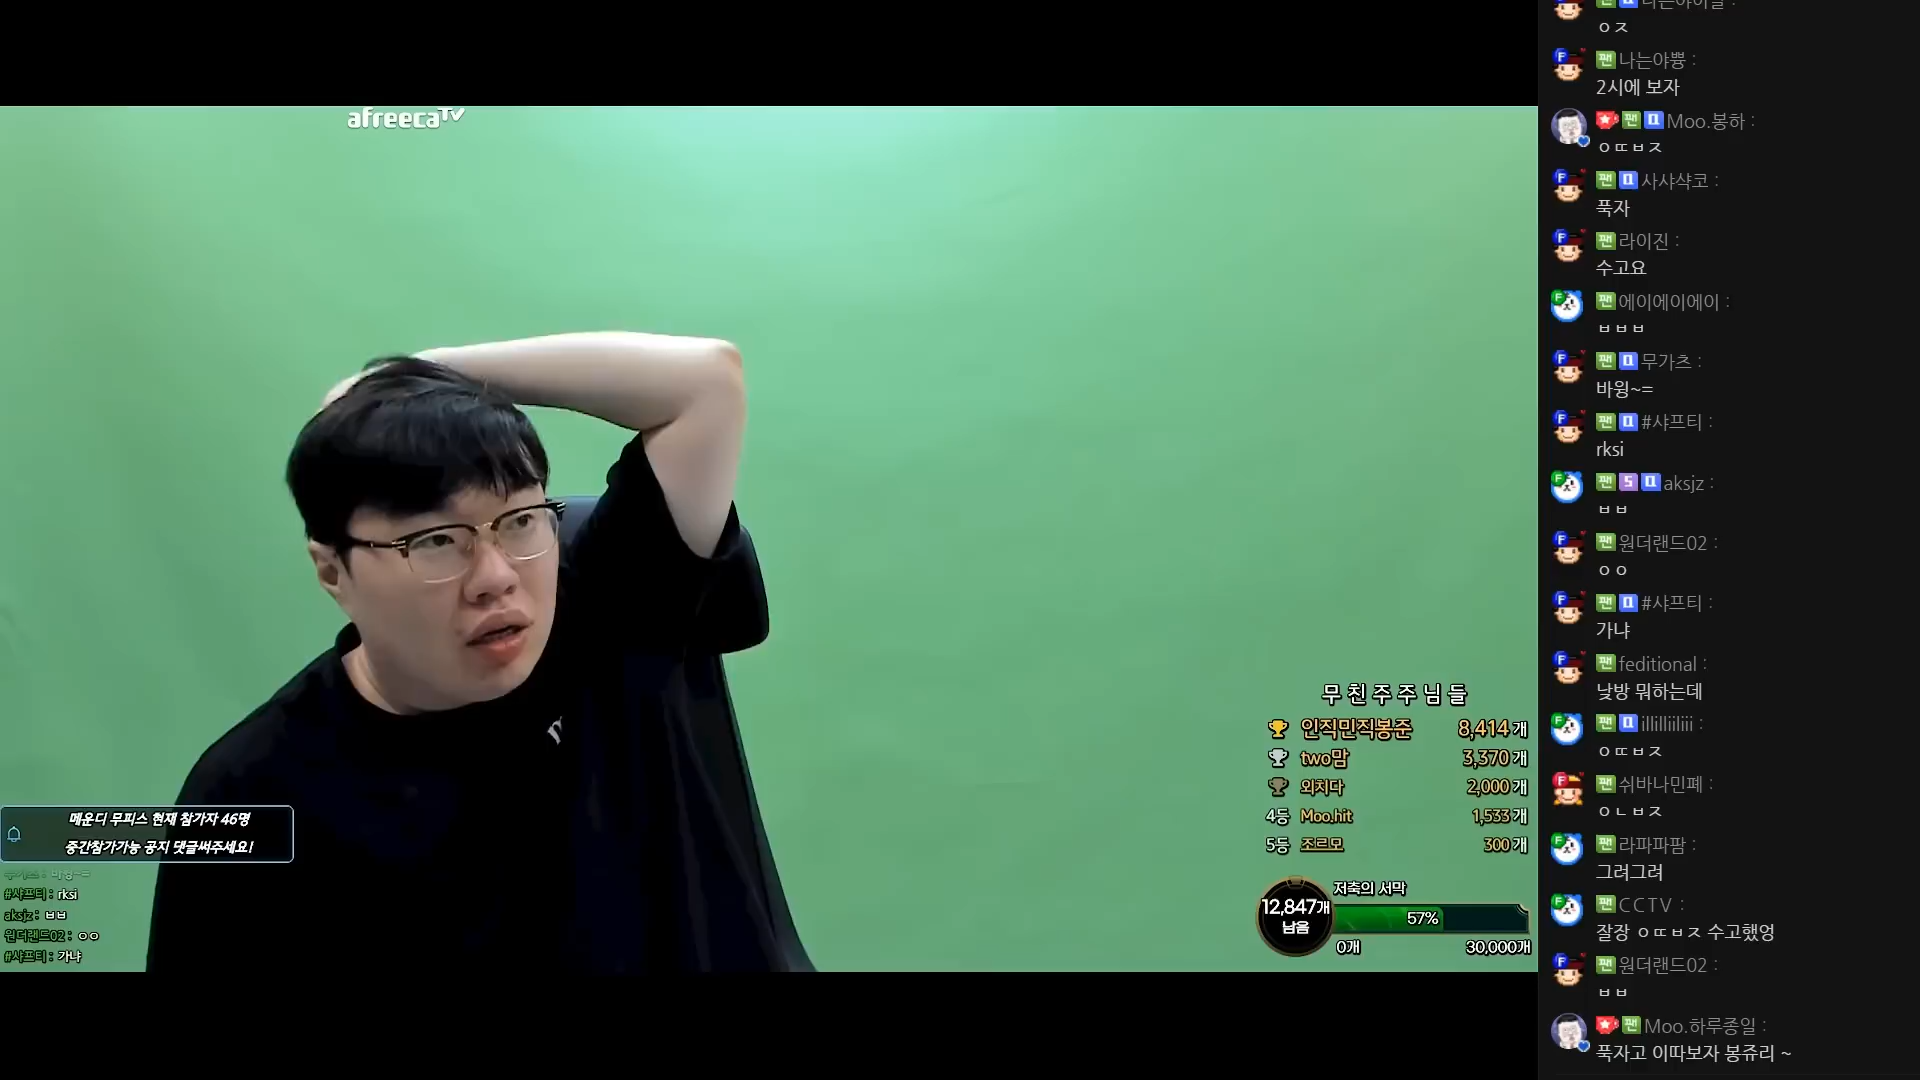 afreecaTV
무친주주님들
인직민직봉준 8,414개
two맘 3,370개
외치다 2,000개
4등 Moo.hit 1,533개
5등 조르모 300개
저축의 서막
12,847개
남음
57%
0개 30,000개
메운디 무피스 현재 참가자 46명
중간참가가능 공지 댓글써주세요!
무가츠 : 바윙~=
#샤프티 : rksi
aksjz : ㅂㅂ
원더랜드02 : ㅇㅇ
#샤프티 : 가냐
ㅇㅈ
팬 나는야쀵 :
2시에 보자
팬 Moo.봉하 :
ㅇㄸㅂㅈ
팬 사사샥코 :
푹자
팬 라이진 :
수고요
팬 에이에이에이 :
ㅂㅂㅂ
팬 무가츠 :
바윙~=
팬 #샤프티 :
rksi
팬 S aksjz :
ㅂㅂ
팬 원더랜드02 :
ㅇㅇ
팬 #샤프티 :
가냐
팬 feditional :
낮방 뭐하는데
팬 illilliiliii :
ㅇㄸㅂㅈ
팬 쉬바나민폐 :
ㅇㄴㅂㅈ
팬 라파파팜 :
그려그려
팬 CCTV :
잘장 ㅇㄸㅂㅈ 수고했엉
팬 원더랜드02 :
ㅂㅂ
팬 Moo.하루종일 :
푹자고 이따보자 봉쥬리 ~